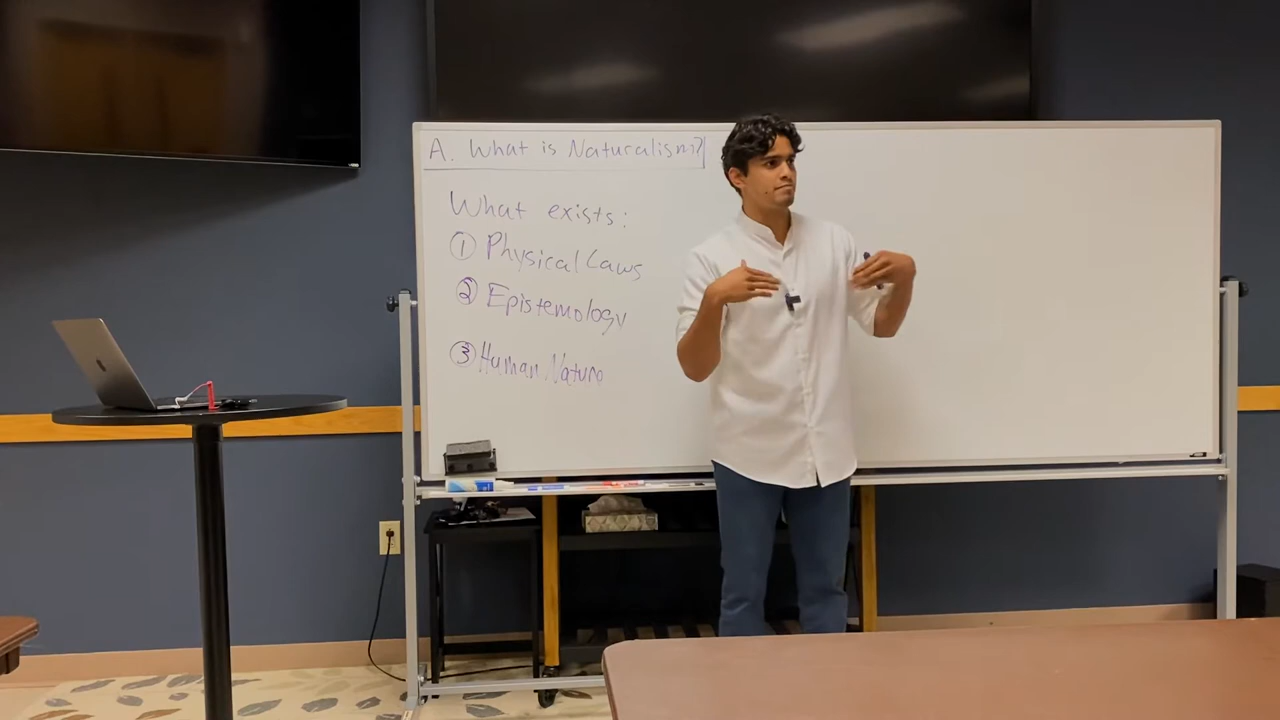 A. What is Naturalism?
What exists:
① Physical Laws
② Epistemology
③ Human Nature